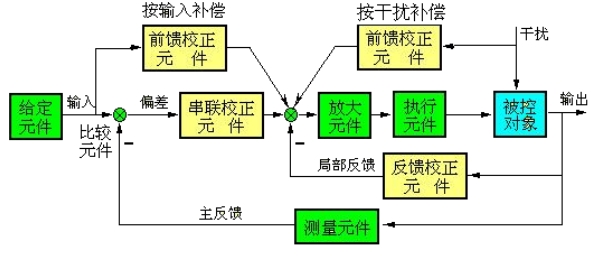 按输入补偿
按干扰补偿
前馈校正
元 件
前馈校正
元 件
干扰
给定
元件
输入
比较
元件
偏差
串联校正
元 件
放大
元件
执行
元件
被控
对象
输出
局部反馈
反馈校正
元 件
主反馈
测量元件